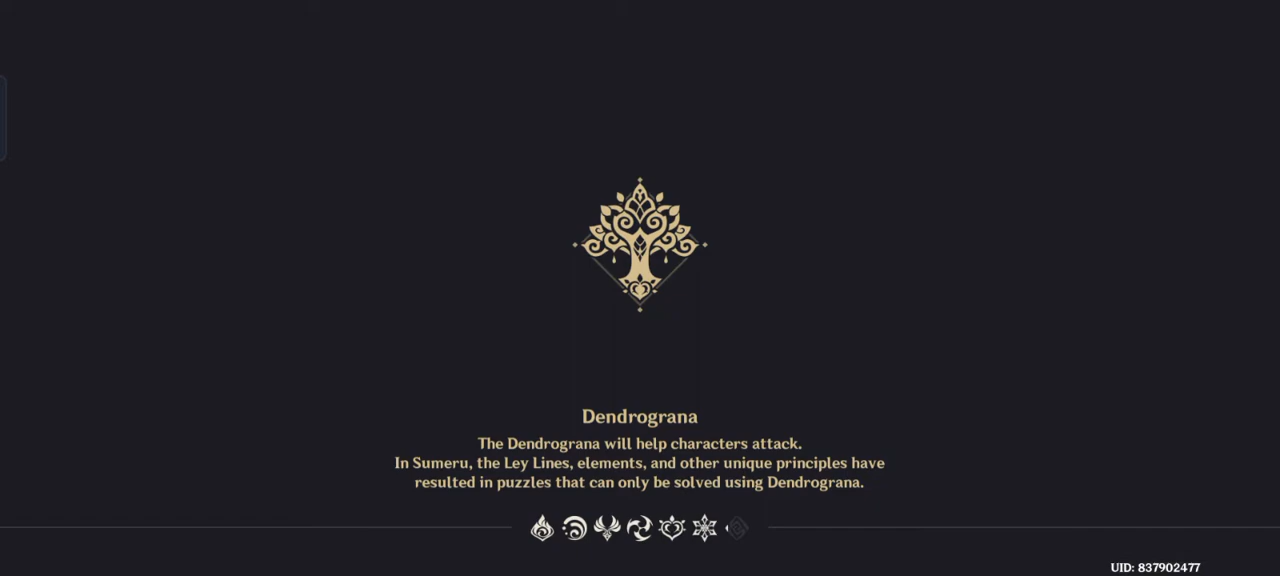 Dendrograna
The Dendrograna will help characters attack.
In Sumeru, the Ley Lines, elements, and other unique principles have
resulted in puzzles that can only be solved using Dendrograna.
UID: 837902477